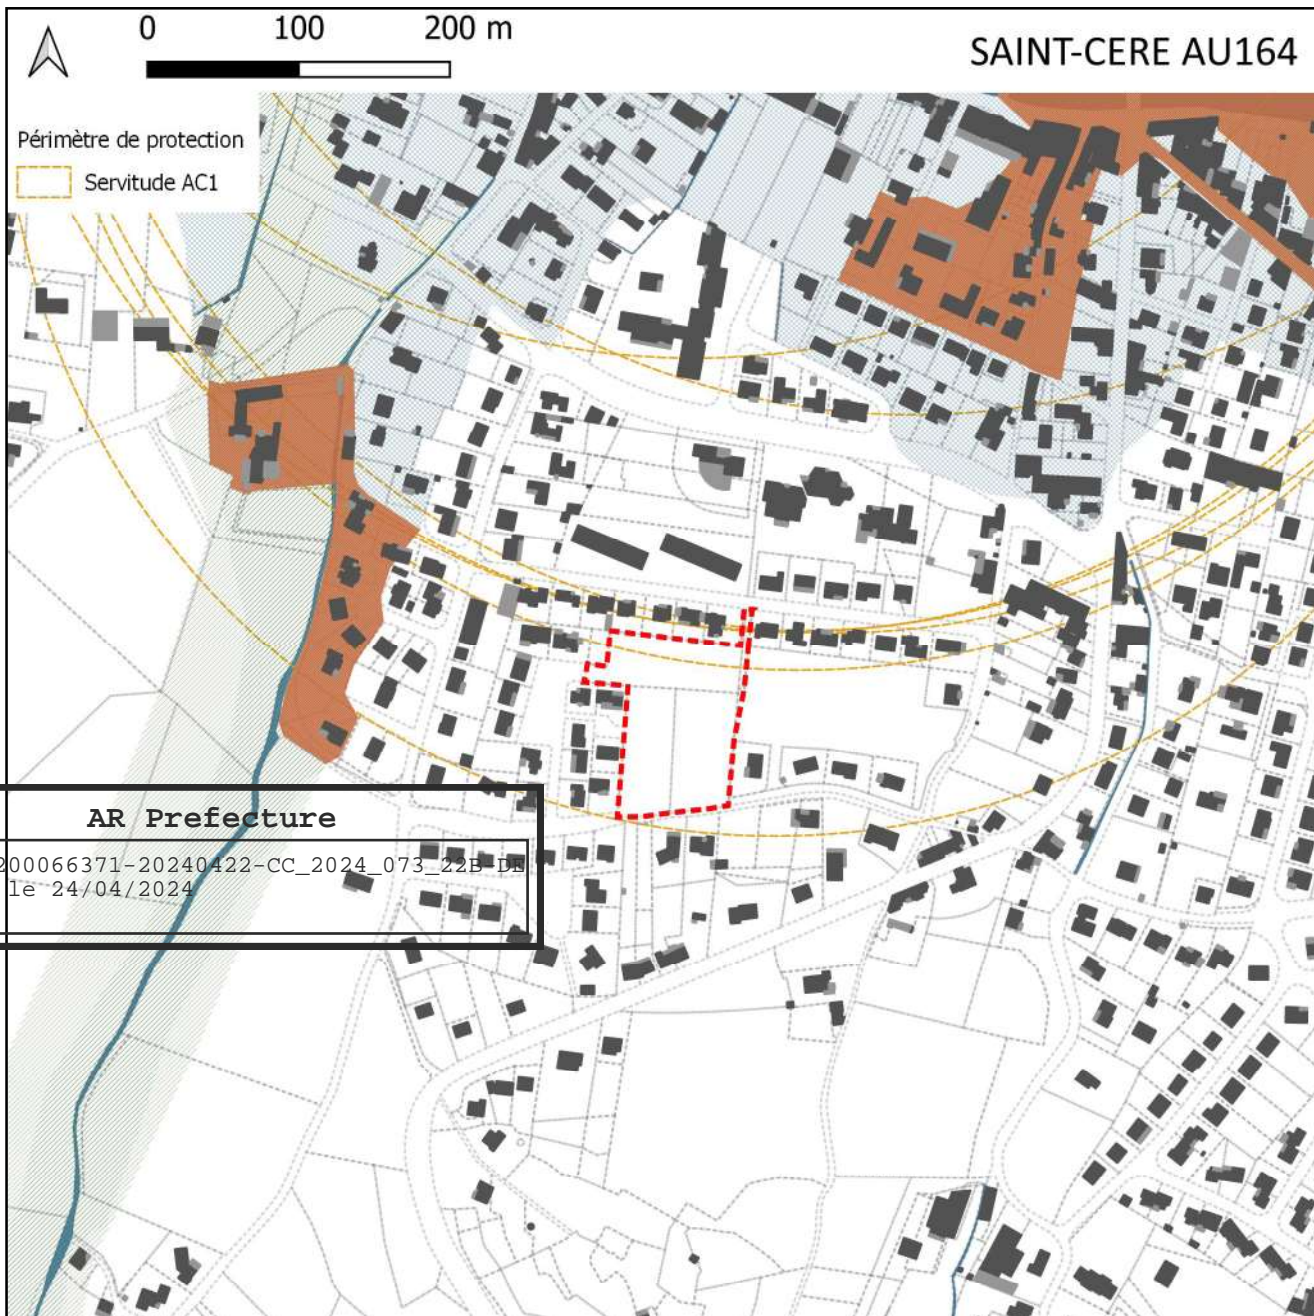 0 100 200 m
SAINT-CERE AU164
Périmètre de protection
Servitude AC1
AR Prefecture
200066371-20240422-CC_2024_073_22B-DE
le 24/04/2024